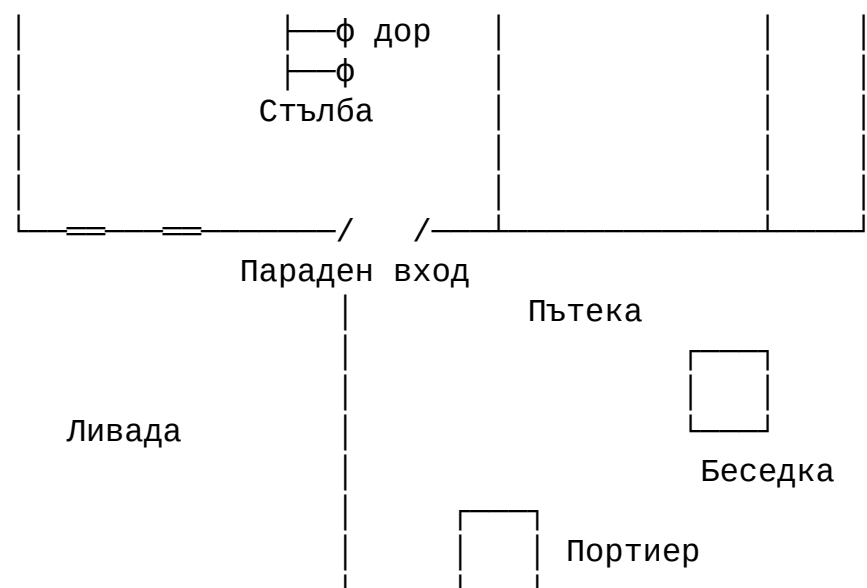 ф дор
ф
Стълба
Параден вход
Пътека
Ливада
Беседка
Портиер